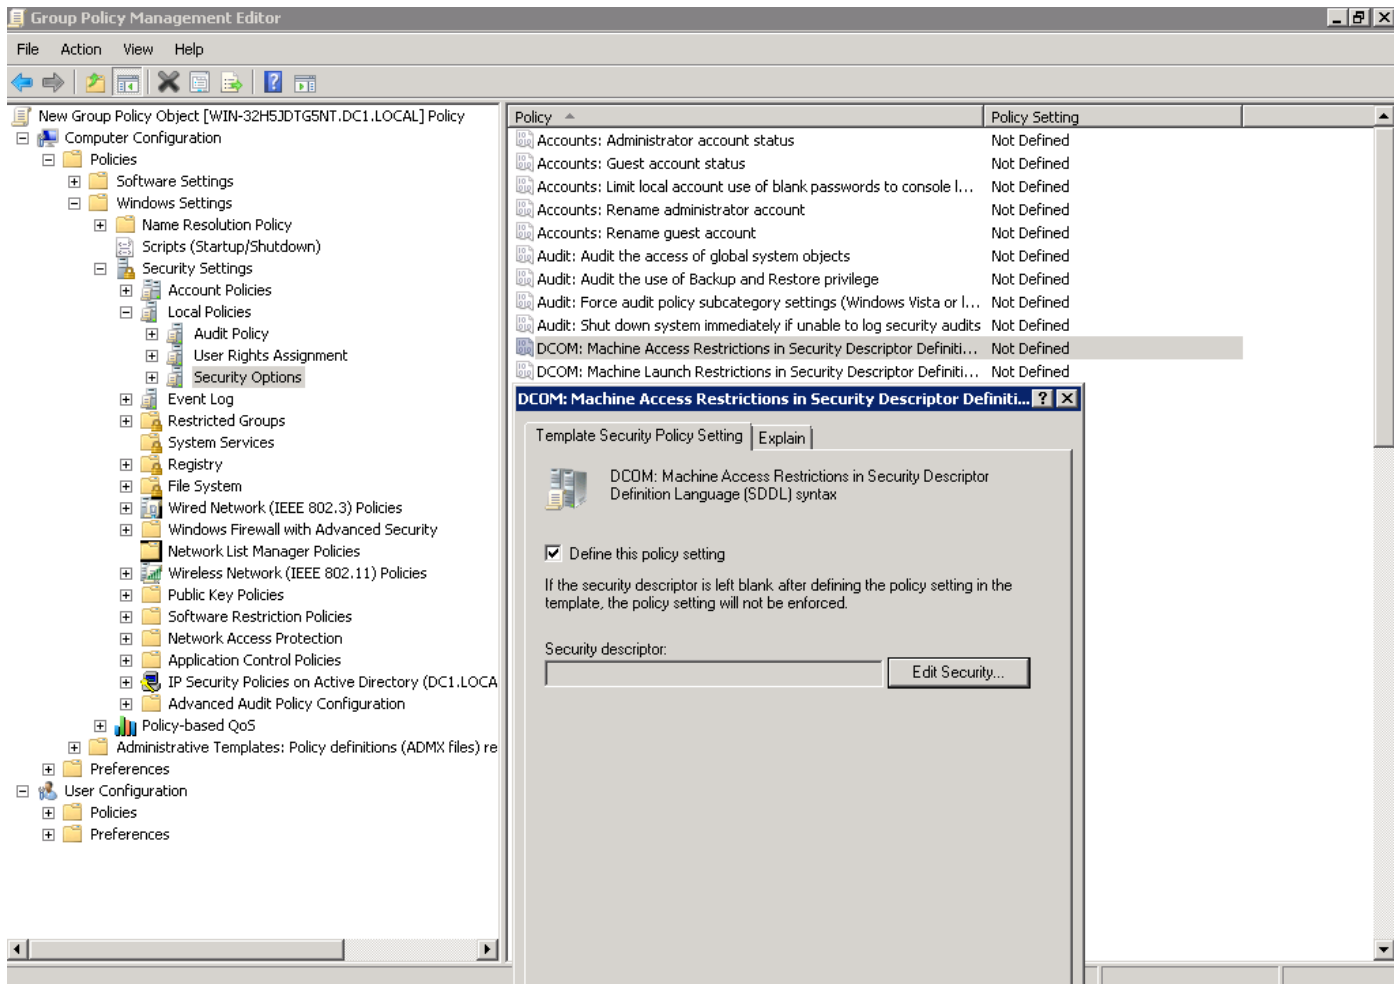 Group Policy Management Editor
File Action View Help
New Group Policy Object [WIN-32H5JDTG5NT.DC1.LOCAL] Policy
Computer Configuration
Policies
Software Settings
Windows Settings
Name Resolution Policy
Scripts (Startup/Shutdown)
Security Settings
Account Policies
Local Policies
Audit Policy
User Rights Assignment
Security Options
Event Log
Restricted Groups
System Services
Registry
File System
Wired Network (IEEE 802.3) Policies
Windows Firewall with Advanced Security
Network List Manager Policies
Wireless Network (IEEE 802.11) Policies
Public Key Policies
Software Restriction Policies
Network Access Protection
Application Control Policies
IP Security Policies on Active Directory (DC1.LOCA
Advanced Audit Policy Configuration
Policy-based QoS
Administrative Templates: Policy definitions (ADMX files) re
Preferences
User Configuration
Policies
Preferences
Policy Policy Setting
Accounts: Administrator account status Not Defined
Accounts: Guest account status Not Defined
Accounts: Limit local account use of blank passwords to console l... Not Defined
Accounts: Rename administrator account Not Defined
Accounts: Rename guest account Not Defined
Audit: Audit the access of global system objects Not Defined
Audit: Audit the use of Backup and Restore privilege Not Defined
Audit: Force audit policy subcategory settings (Windows Vista or l... Not Defined
Audit: Shut down system immediately if unable to log security audits Not Defined
DCOM: Machine Access Restrictions in Security Descriptor Definiti... Not Defined
DCOM: Machine Launch Restrictions in Security Descriptor Definiti... Not Defined
DCOM: Machine Access Restrictions in Security Descriptor Definiti...
Template Security Policy Setting Explain
DCOM: Machine Access Restrictions in Security Descriptor
Definition Language (SDDL) syntax
Define this policy setting
If the security descriptor is left blank after defining the policy setting in the
template, the policy setting will not be enforced.
Security descriptor:
Edit Security...